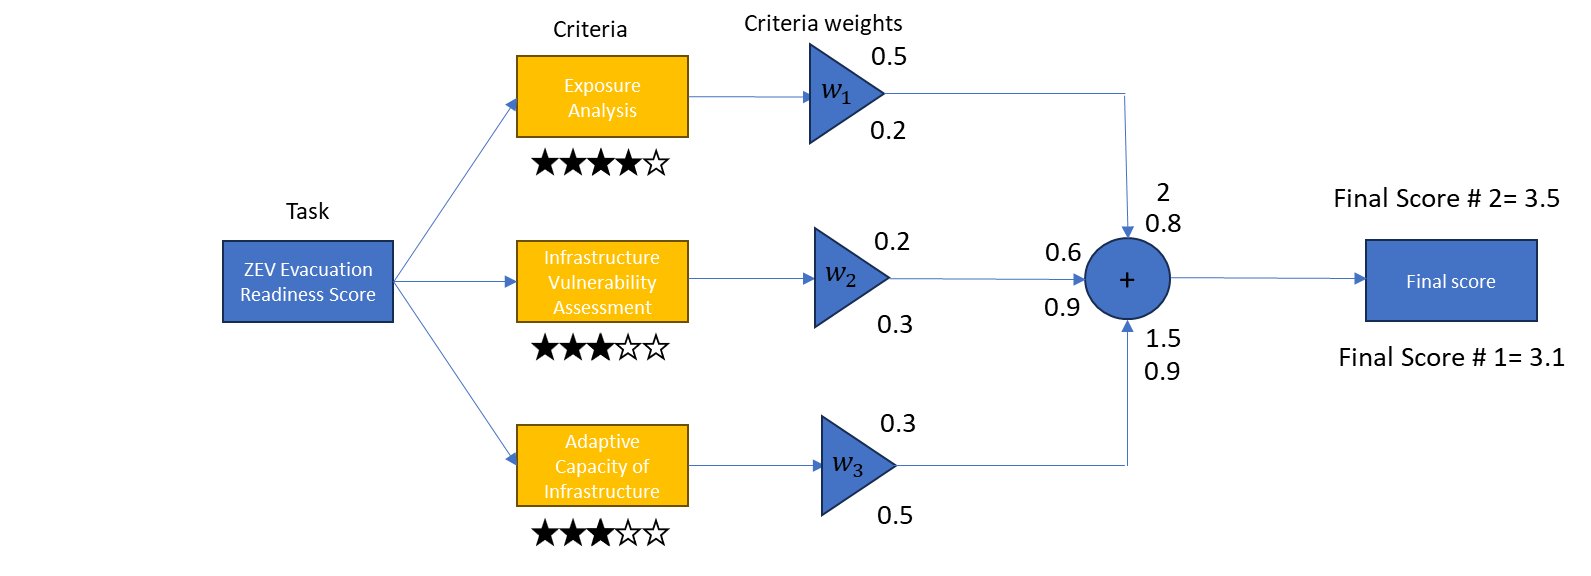 Criteria
Criteria weights
0.5
Exposure
Analysis
w₁
0.2
★★★★☆
Task
2
0.8
Final Score # 2= 3.5
ZEV Evacuation
Readiness Score
Infrastructure
Vulnerability
Assessment
w₂
0.2
0.3
0.6
0.9
+
Final score
★★★☆☆
1.5
0.9
Final Score # 1= 3.1
Adaptive
Capacity of
Infrastructure
w₃
0.3
0.5
★★★☆☆